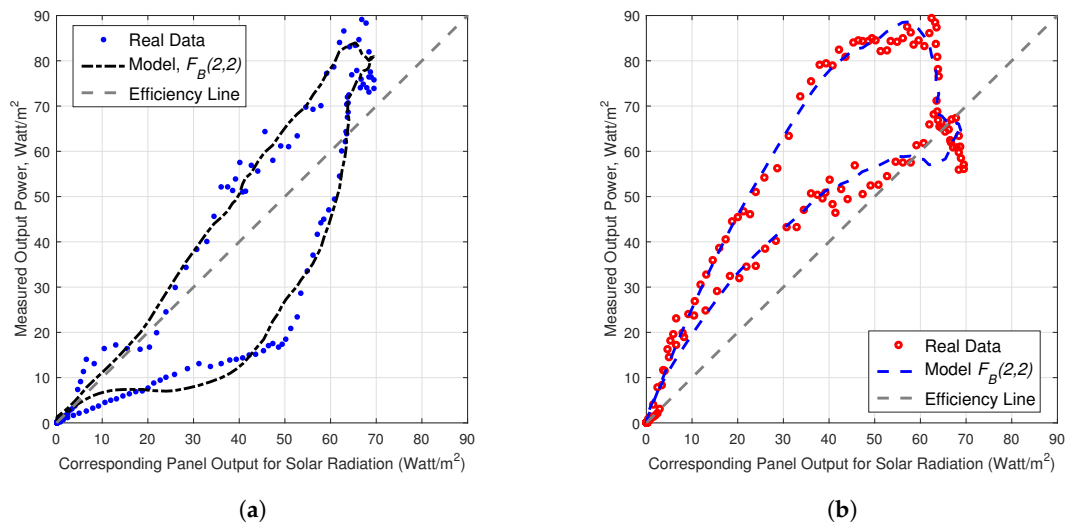 90
80
70
60
50
40
30
20
10
0
Measured Output Power, Watt/m²
Real Data
Model, F_B(2,2)
Efficiency Line
0 10 20 30 40 50 60 70 80 90
Corresponding Panel Output for Solar Radiation (Watt/m²)
(a)
90
80
70
60
50
40
30
20
10
0
Measured Output Power, Watt/m²
Real Data
Model F_B(2,2)
Efficiency Line
0 10 20 30 40 50 60 70 80 90
Corresponding Panel Output for Solar Radiation (Watt/m²)
(b)